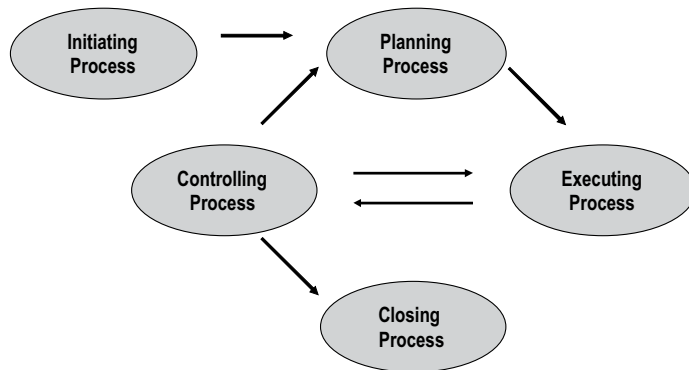 Initiating
Process
Planning
Process
Controlling
Process
Executing
Process
Closing
Process